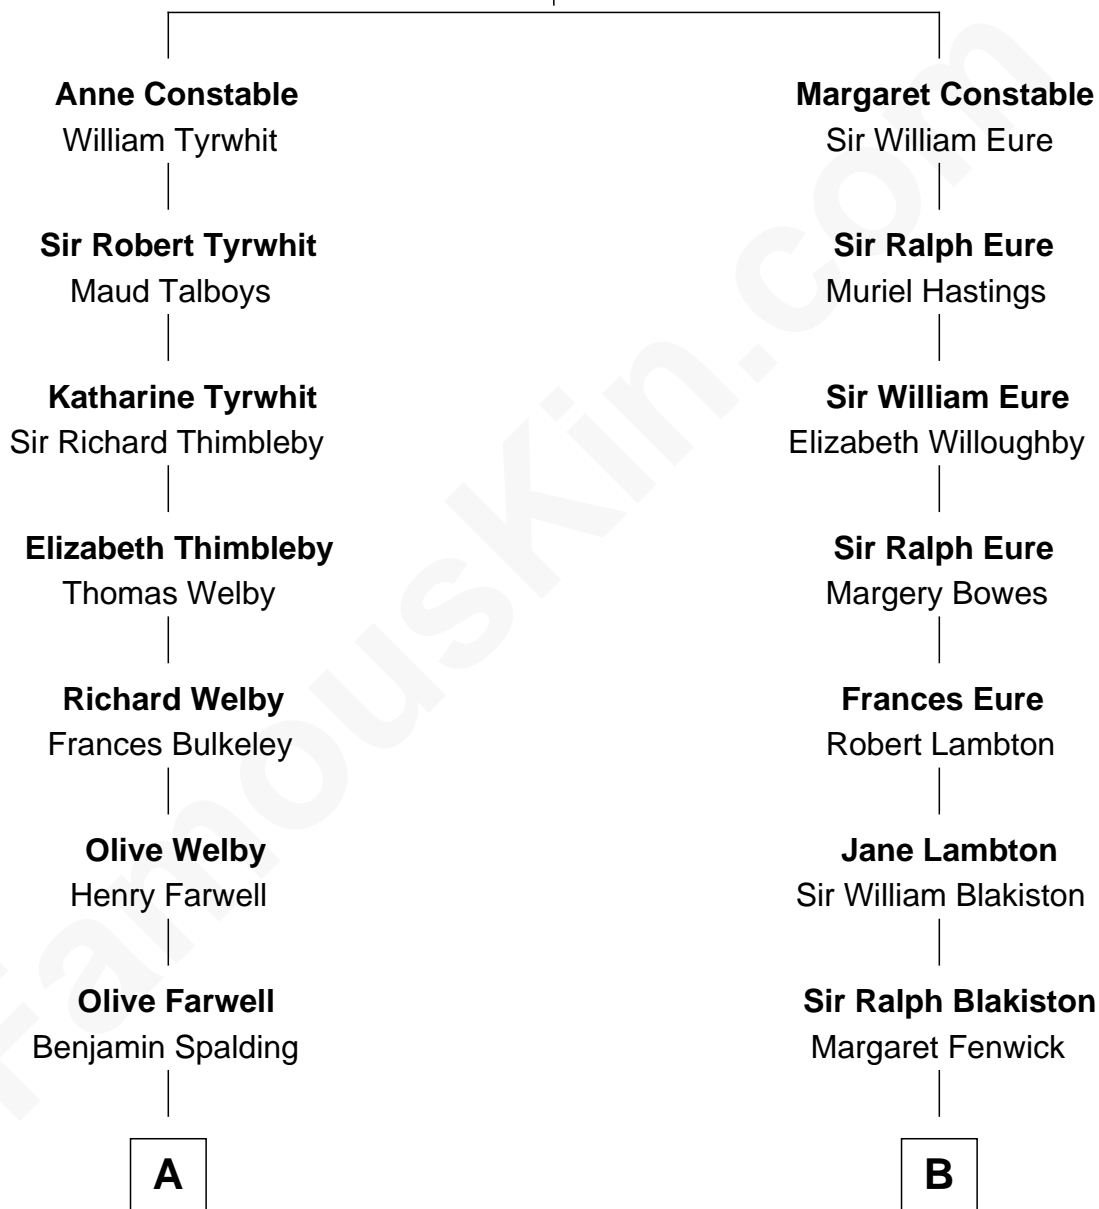 Anne Constable
William Tyrwhit
Sir Robert Tyrwhit
Maud Talboys
Katharine Tyrwhit
Sir Richard Thimbleby
Elizabeth Thimbleby
Thomas Welby
Richard Welby
Frances Bulkeley
Olive Welby
Henry Farwell
Olive Farwell
Benjamin Spalding
A
Margaret Constable
Sir William Eure
Sir Ralph Eure
Muriel Hastings
Sir William Eure
Elizabeth Willoughby
Sir Ralph Eure
Margery Bowes
Frances Eure
Robert Lambton
Jane Lambton
Sir William Blakiston
Sir Ralph Blakiston
Margaret Fenwick
B
FamousKin.com